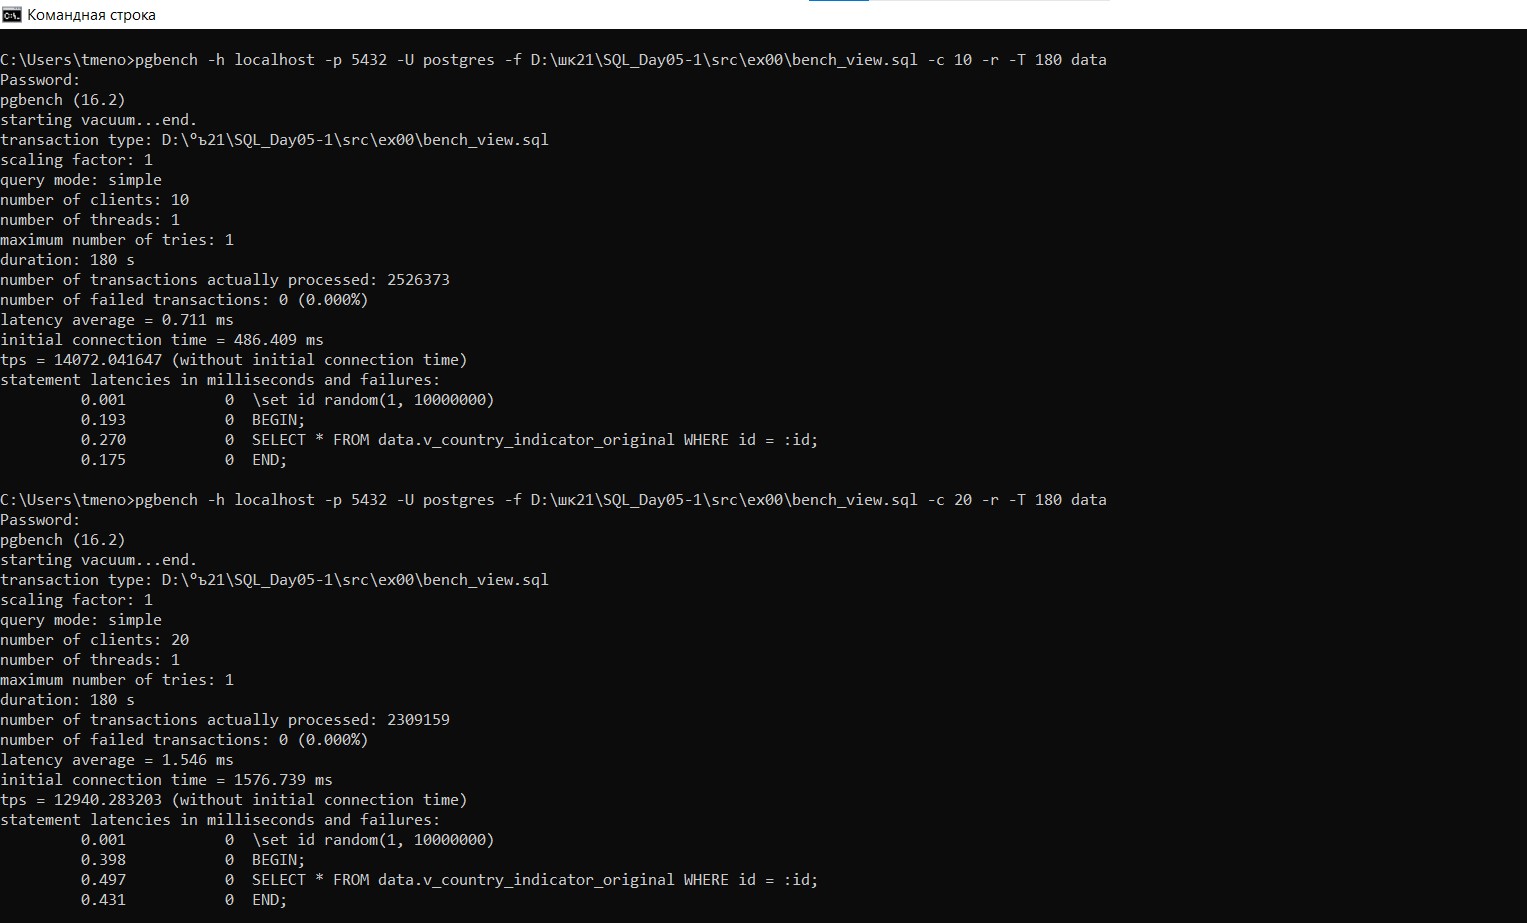 Командная строка
C:\Users\tmeno>pgbench -h localhost -p 5432 -U postgres -f D:\шк21\SQL_Day05-1\src\ex00\bench_view.sql -c 10 -r -T 180 data
Password:
pgbench (16.2)
starting vacuum...end.
transaction type: D:\ºъ21\SQL_Day05-1\src\ex00\bench_view.sql
scaling factor: 1
query mode: simple
number of clients: 10
number of threads: 1
maximum number of tries: 1
duration: 180 s
number of transactions actually processed: 2526373
number of failed transactions: 0 (0.000%)
latency average = 0.711 ms
initial connection time = 486.409 ms
tps = 14072.041647 (without initial connection time)
statement latencies in milliseconds and failures:
0.001 0 \set id random(1, 10000000)
0.193 0 BEGIN;
0.270 0 SELECT * FROM data.v_country_indicator_original WHERE id = :id;
0.175 0 END;
C:\Users\tmeno>pgbench -h localhost -p 5432 -U postgres -f D:\шк21\SQL_Day05-1\src\ex00\bench_view.sql -c 20 -r -T 180 data
Password:
pgbench (16.2)
starting vacuum...end.
transaction type: D:\ºъ21\SQL_Day05-1\src\ex00\bench_view.sql
scaling factor: 1
query mode: simple
number of clients: 20
number of threads: 1
maximum number of tries: 1
duration: 180 s
number of transactions actually processed: 2309159
number of failed transactions: 0 (0.000%)
latency average = 1.546 ms
initial connection time = 1576.739 ms
tps = 12940.283203 (without initial connection time)
statement latencies in milliseconds and failures:
0.001 0 \set id random(1, 10000000)
0.398 0 BEGIN;
0.497 0 SELECT * FROM data.v_country_indicator_original WHERE id = :id;
0.431 0 END;